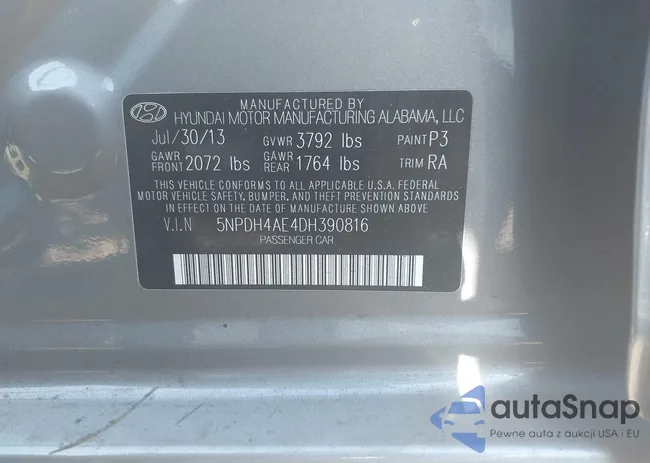 MANUFACTURED BY
HYUNDAI MOTOR MANUFACTURING ALABAMA, LLC
Jul/30/13 GVWR 3792 lbs PAINT P3
GAWR FRONT 2072 lbs GAWR REAR 1764 lbs TRIM RA
THIS VEHICLE CONFORMS TO ALL APPLICABLE U.S.A. FEDERAL
MOTOR VEHICLE SAFETY, BUMPER, AND THEFT PREVENTION STANDARDS
IN EFFECT ON THE DATE OF MANUFACTURE SHOWN ABOVE
V.I.N 5NPDH4AE4DH390816
PASSENGER CAR
autaSnap
Pewne auta z aukcji USA i EU